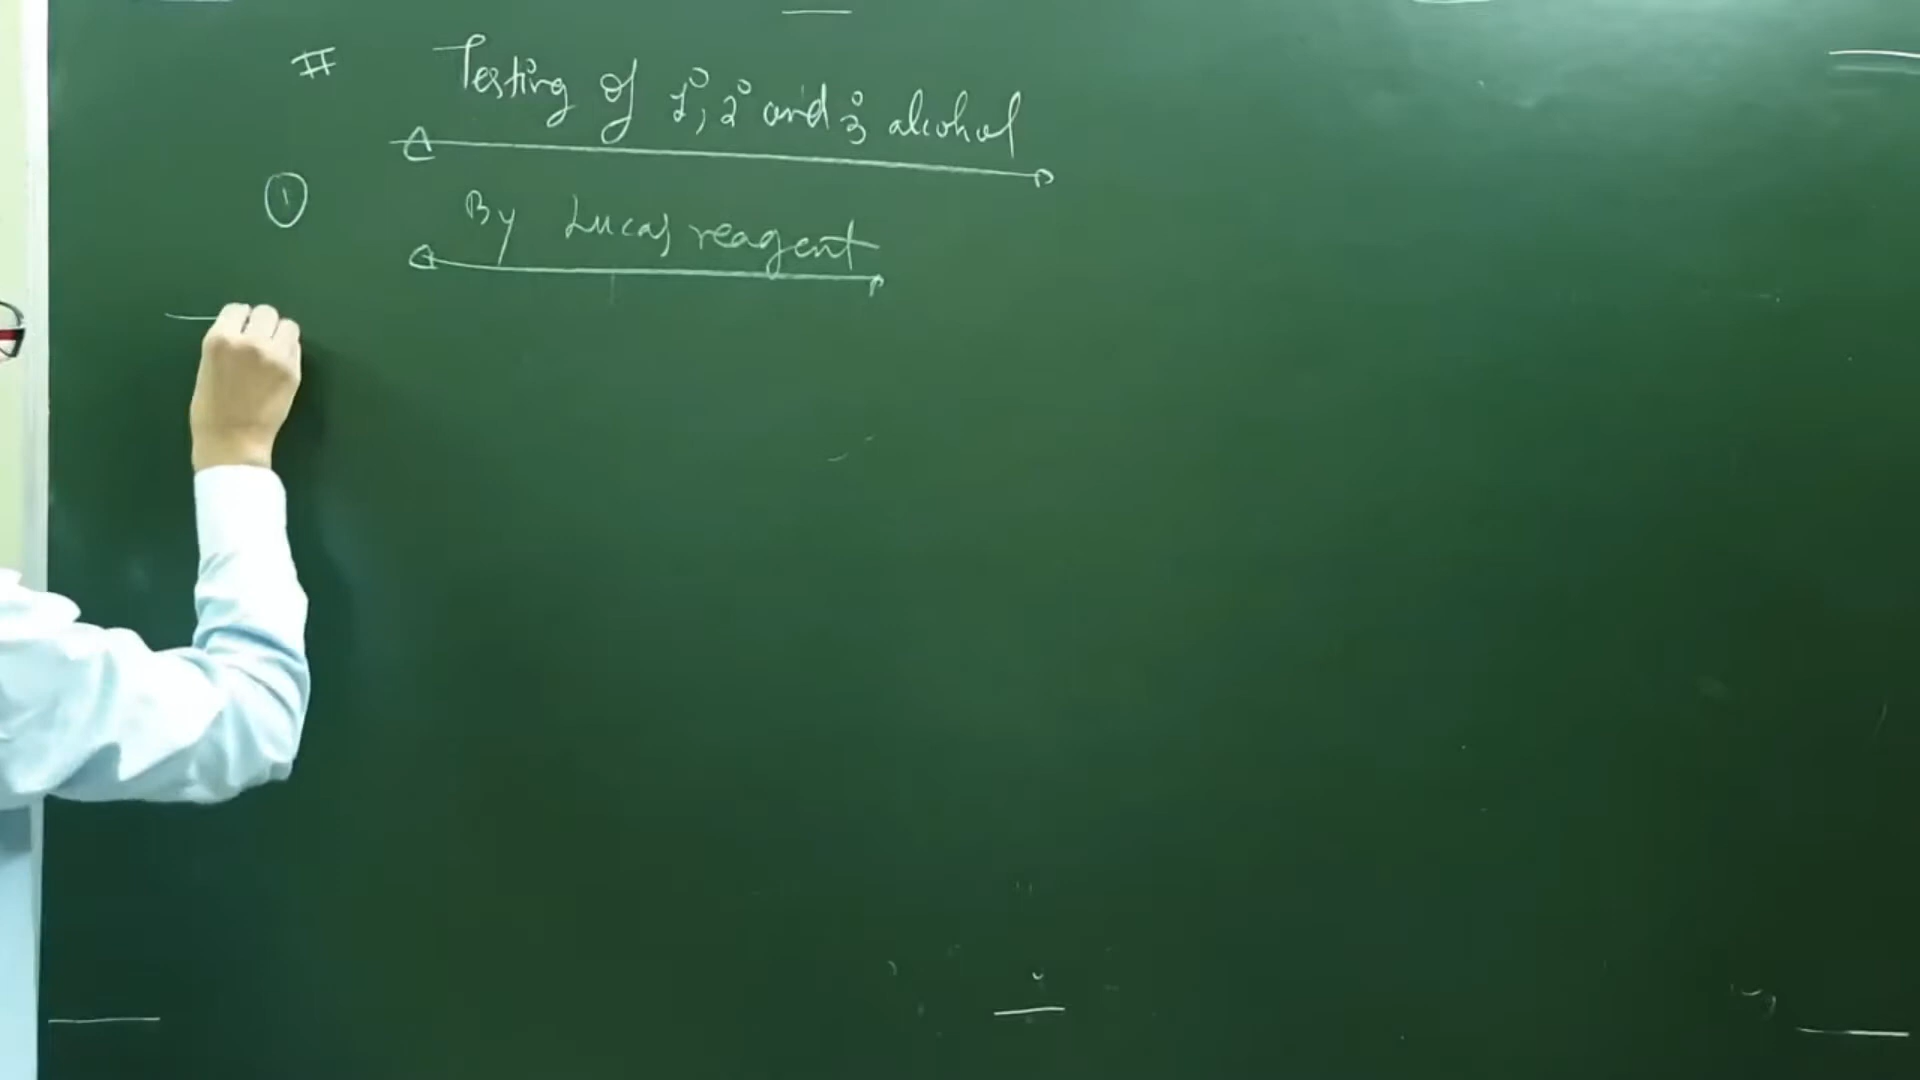 # Testing of 1°, 2° and 3° alcohol
① By Lucas reagent